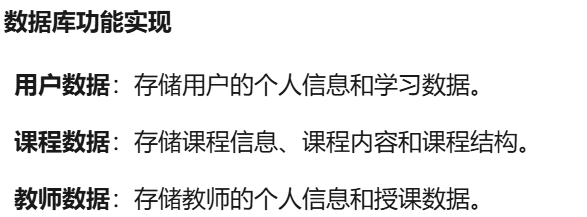 数据库功能实现
用户数据：存储用户的个人信息和学习数据。
课程数据：存储课程信息、课程内容和课程结构。
教师数据：存储教师的个人信息和授课数据。